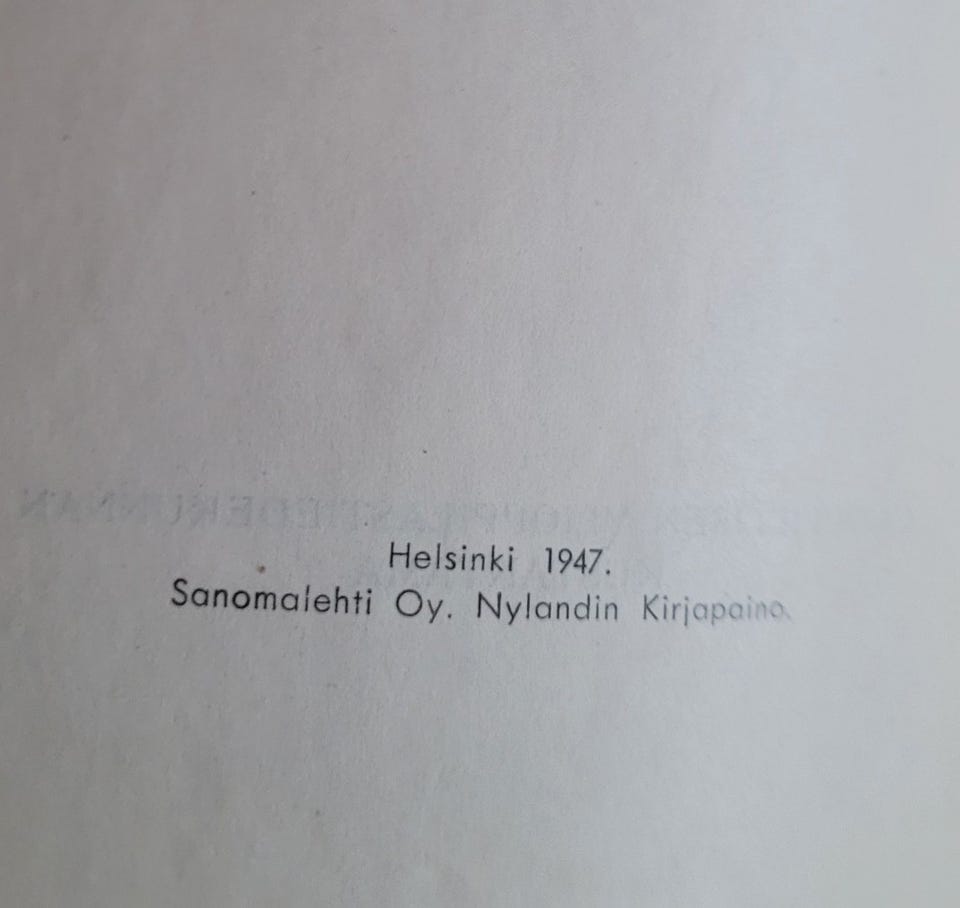 Helsinki 1947.
Sanomalehti Oy. Nylandin Kirjapaino.